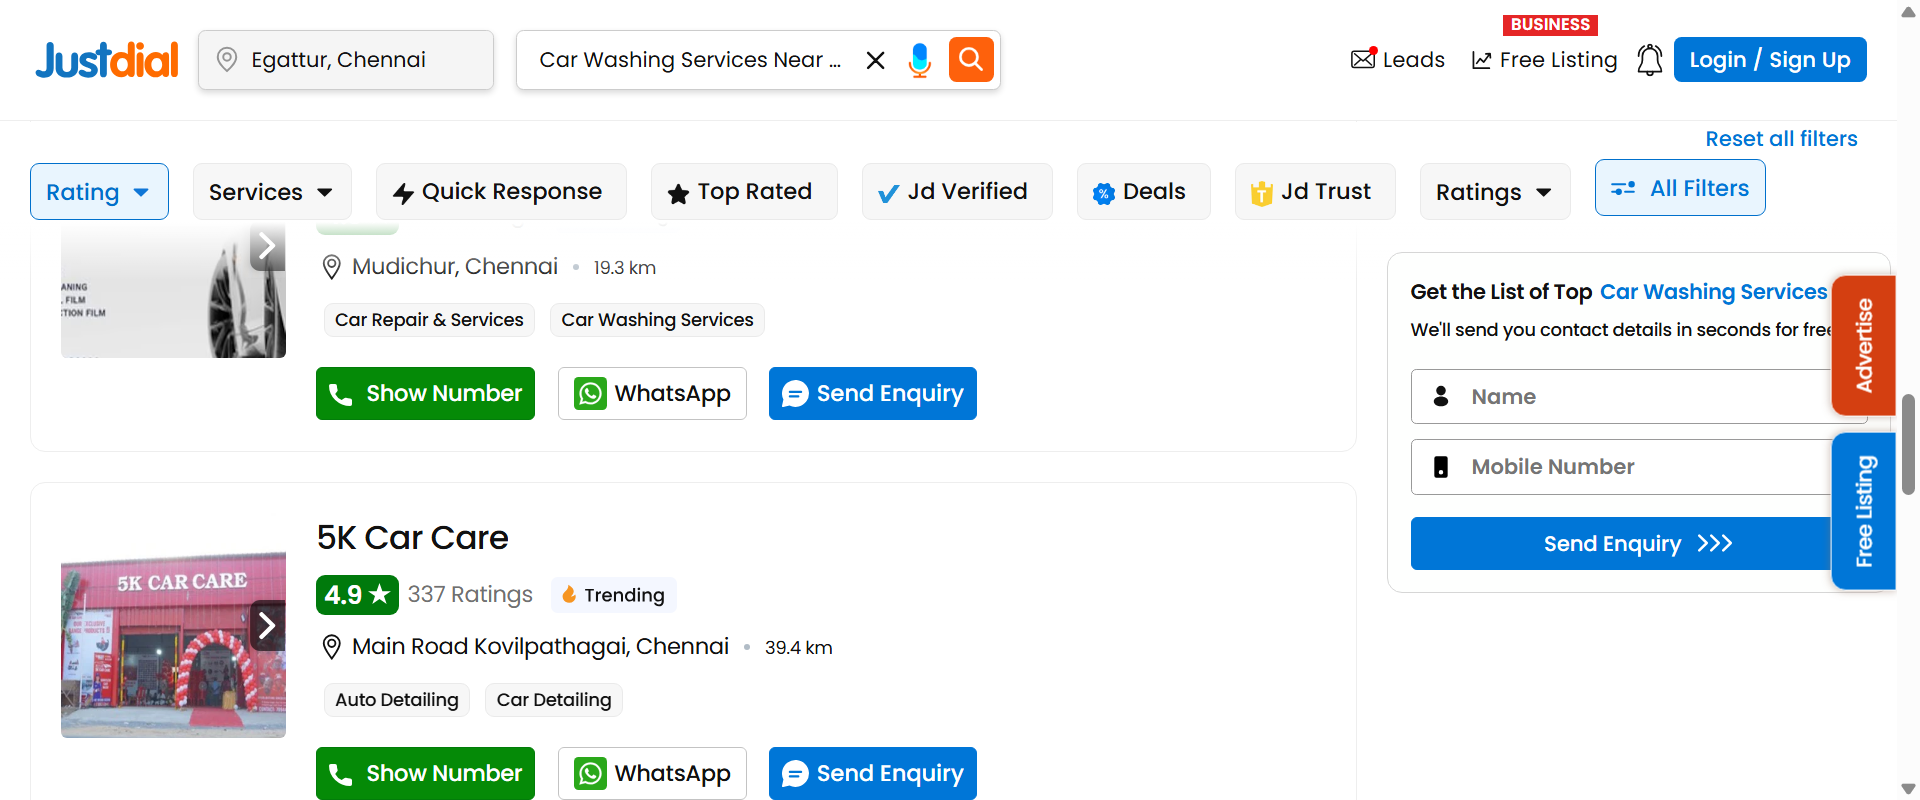 BUSINESS
Justdial
Egattur, Chennai
Car Washing Services Near ...
Leads
Free Listing
Login / Sign Up
Reset all filters
Rating
Services
Quick Response
Top Rated
Jd Verified
Deals
Jd Trust
Ratings
All Filters
ANING
FILM
CTION FILM
Mudichur, Chennai
19.3 km
Car Repair & Services
Car Washing Services
Show Number
WhatsApp
Send Enquiry
5K CAR CARE
5K Car Care
4.9 ★ 337 Ratings
Trending
Main Road Kovilpathagai, Chennai
39.4 km
Auto Detailing
Car Detailing
Show Number
WhatsApp
Send Enquiry
Get the List of Top Car Washing Services
We'll send you contact details in seconds for free
Name
Mobile Number
Send Enquiry
Advertise
Free Listing